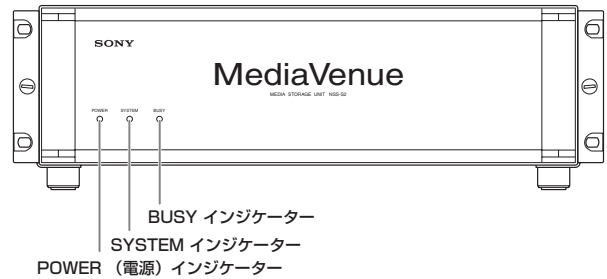 SONY
MediaVenue
MEDIA STORAGE UNIT NSS-S2
POWER SYSTEM BUSY
BUSY インジケーター
SYSTEM インジケーター
POWER （電源）インジケーター